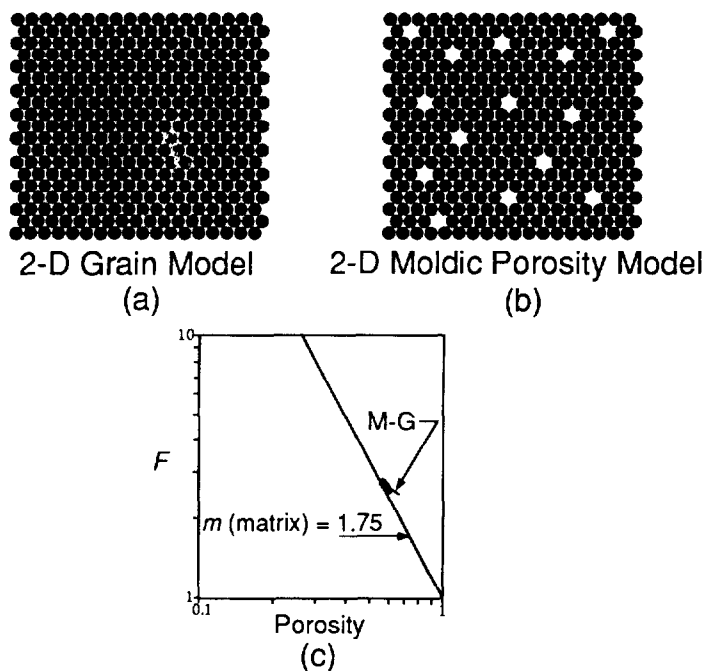 2-D Grain Model
(a)
2-D Moldic Porosity Model
(b)
10
M-G
F
m (matrix) = 1.75
1
0.1
1
Porosity
(c)